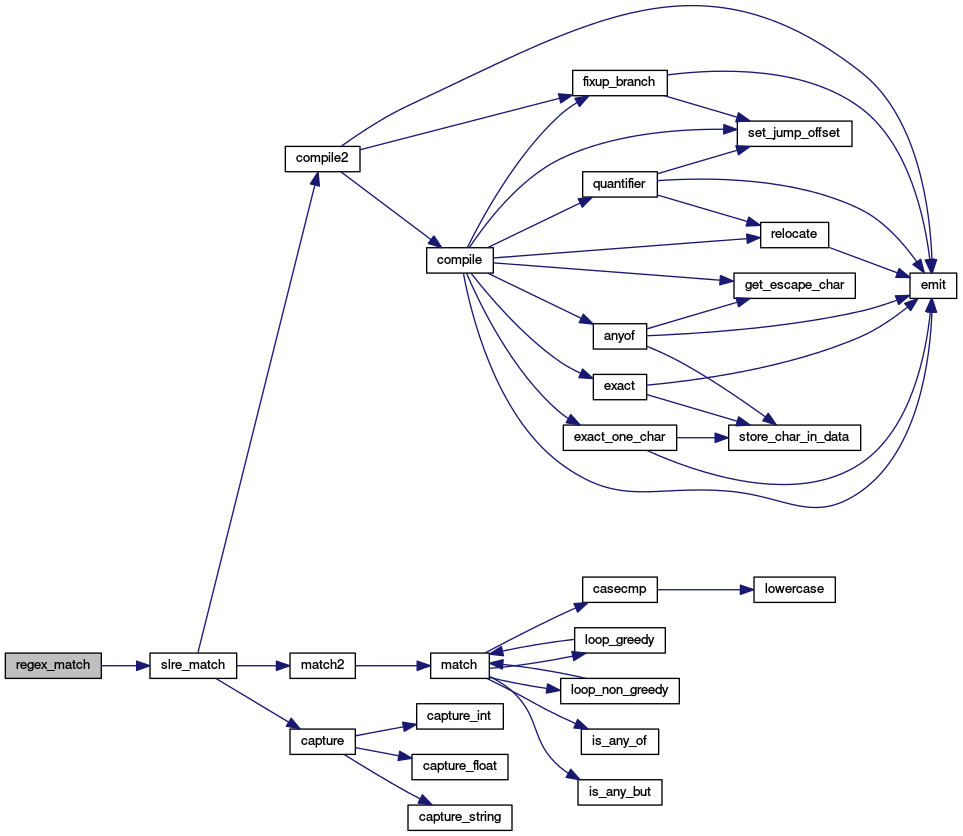 fixup_branch
set_jump_offset
compile2
quantifier
relocate
compile
get_escape_char
emit
anyof
exact
exact_one_char
store_char_in_data
casecmp
lowercase
loop_greedy
regex_match
slre_match
match2
match
loop_non_greedy
capture_int
capture
is_any_of
capture_float
is_any_but
capture_string